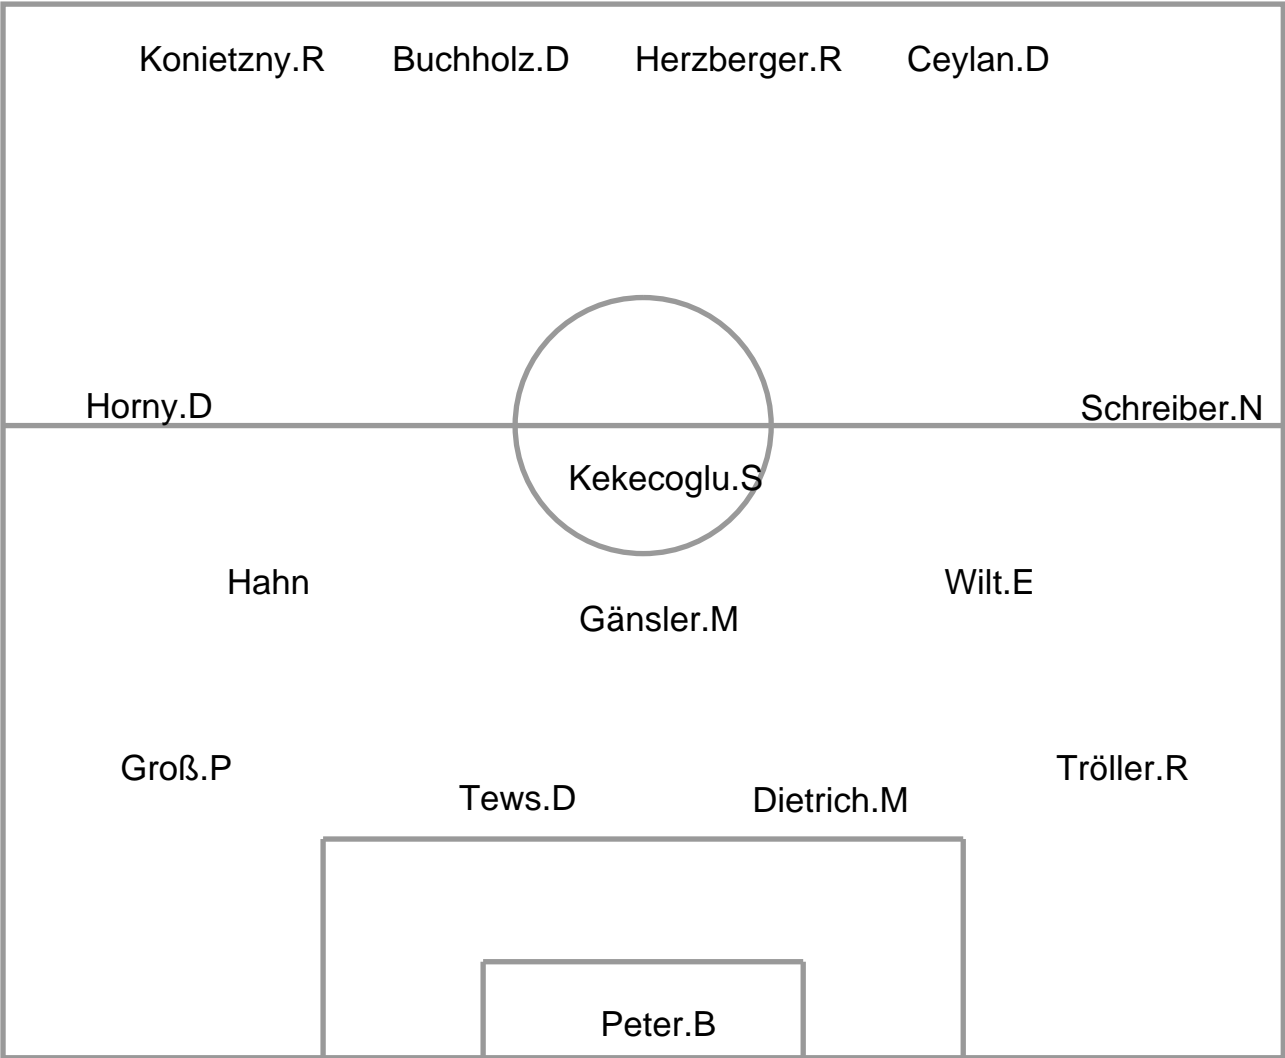 Konietzny.R Buchholz.D Herzberger.R Ceylan.D
Horny.D Schreiber.N
Kekecoglu.S
Hahn Wilt.E
Gänsler.M
Groß.P Tröller.R
Tews.D Dietrich.M
Peter.B